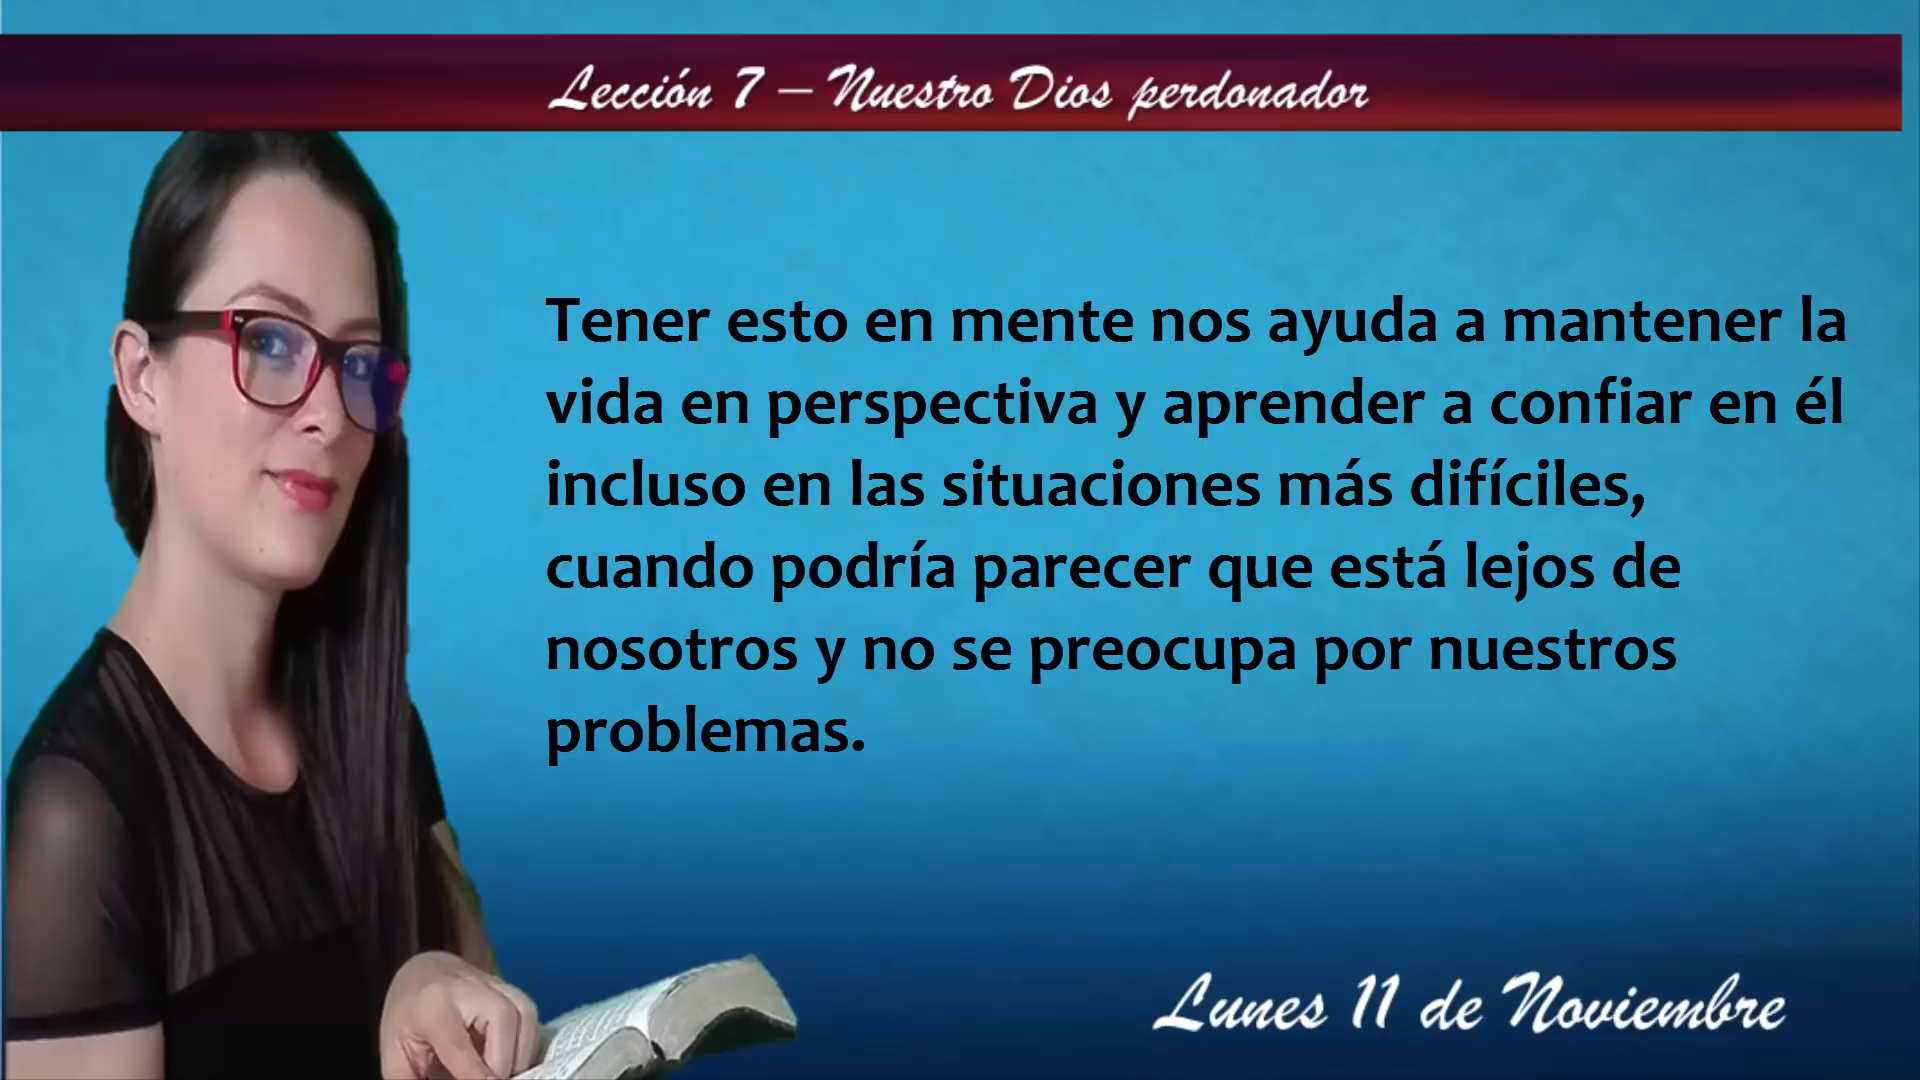 Lección 7 – Nuestro Dios perdonador
Tener esto en mente nos ayuda a mantener la
vida en perspectiva y aprender a confiar en él
incluso en las situaciones más difíciles,
cuando podría parecer que está lejos de
nosotros y no se preocupa por nuestros
problemas.
Lunes 11 de Noviembre